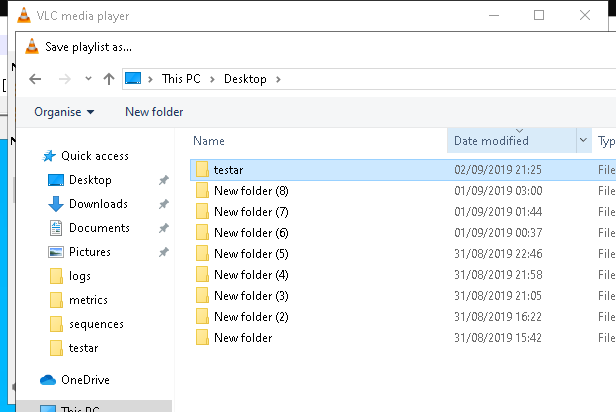 VLC media player
Save playlist as...
This PC > Desktop >
Organise New folder
Name Date modified Typ
Quick access
Desktop
Downloads
Documents
Pictures
logs
metrics
sequences
testar
OneDrive
This PC
testar 02/09/2019 21:25 File
New folder (8) 01/09/2019 03:00 File
New folder (7) 01/09/2019 01:44 File
New folder (6) 01/09/2019 00:37 File
New folder (5) 31/08/2019 22:46 File
New folder (4) 31/08/2019 21:58 File
New folder (3) 31/08/2019 21:05 File
New folder (2) 31/08/2019 16:22 File
New folder 31/08/2019 15:42 File